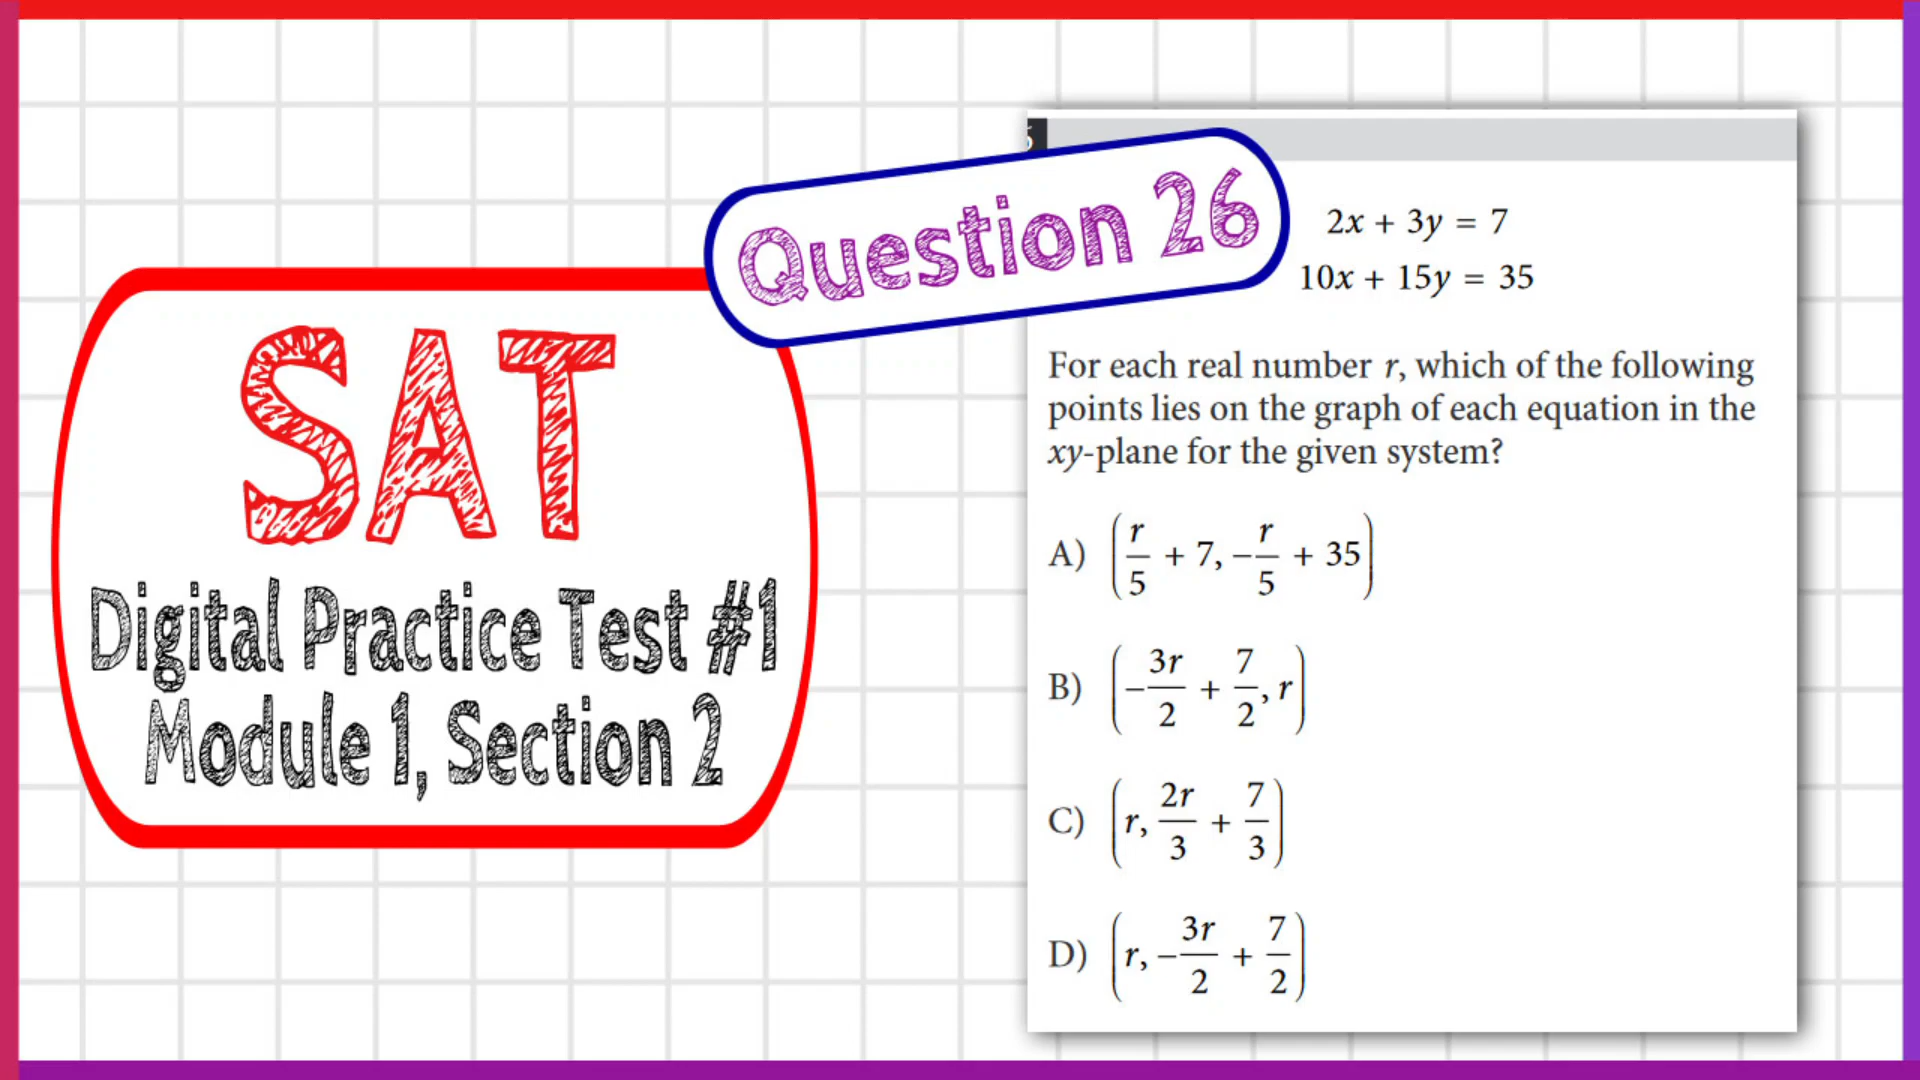 SAT
Digital Practice Test #1
Module 1, Section 2
Question 26
2x + 3y = 7
10x + 15y = 35
For each real number r, which of the following
points lies on the graph of each equation in the
xy-plane for the given system?
A) (r/5 + 7, −r/5 + 35)
B) (−3r/2 + 7/2, r)
C) (r, 2r/3 + 7/3)
D) (r, −3r/2 + 7/2)